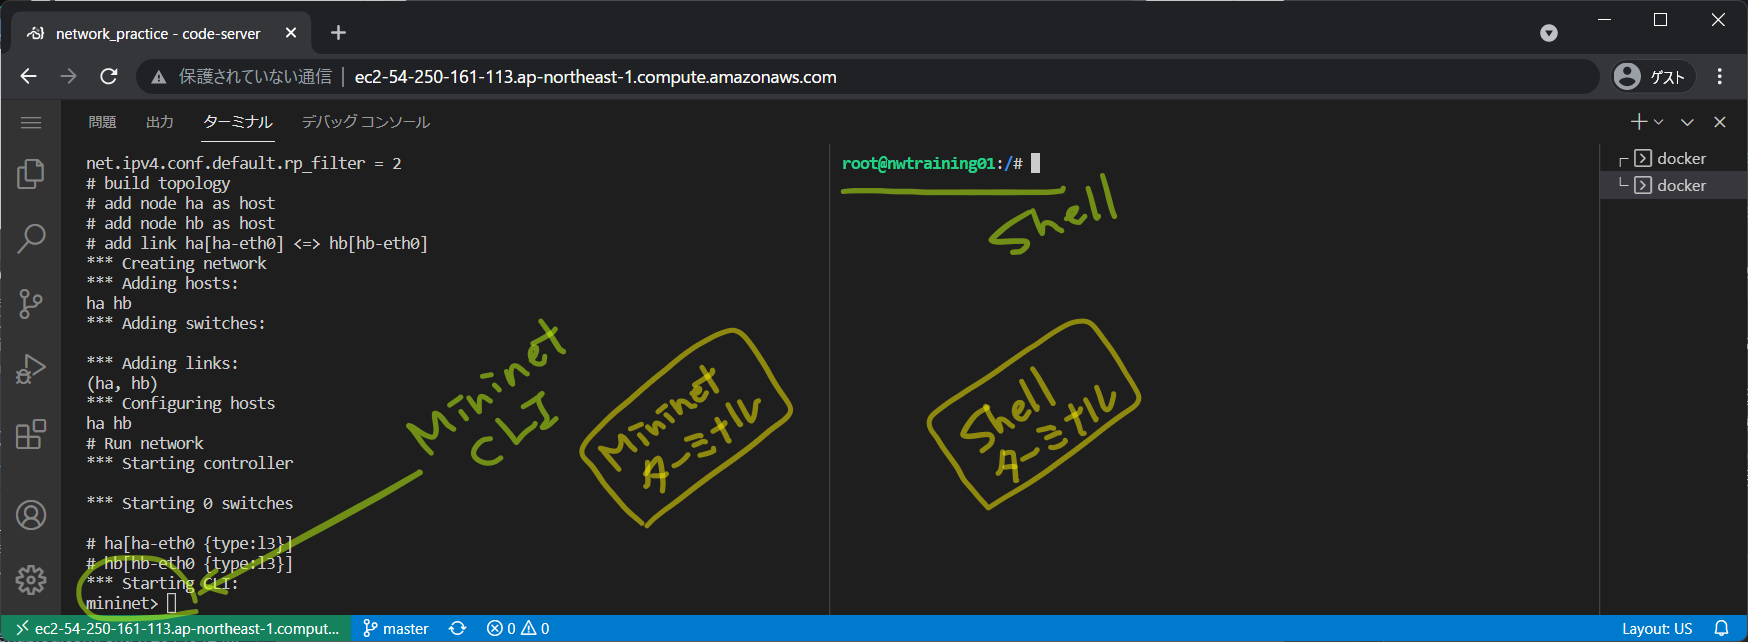 network_practice - code-server
保護されていない通信
ec2-54-250-161-113.ap-northeast-1.compute.amazonaws.com
ゲスト
問題 出力 ターミナル デバッグ コンソール
net.ipv4.conf.default.rp_filter = 2
# build topology
# add node ha as host
# add node hb as host
# add link ha[ha-eth0] <=> hb[hb-eth0]
*** Creating network
*** Adding hosts:
ha hb
*** Adding switches:
*** Adding links:
(ha, hb)
*** Configuring hosts
ha hb
# Run network
*** Starting controller
*** Starting 0 switches
# ha[ha-eth0 {type:l3}]
# hb[hb-eth0 {type:l3}]
*** Starting CLI:
mininet>
Mininet
CLI
Mininet
ターミナル
root@nwtraining01:/#
Shell
Shell
ターミナル
docker
docker
ec2-54-250-161-113.ap-northeast-1.comput... master 0 0 Layout: US